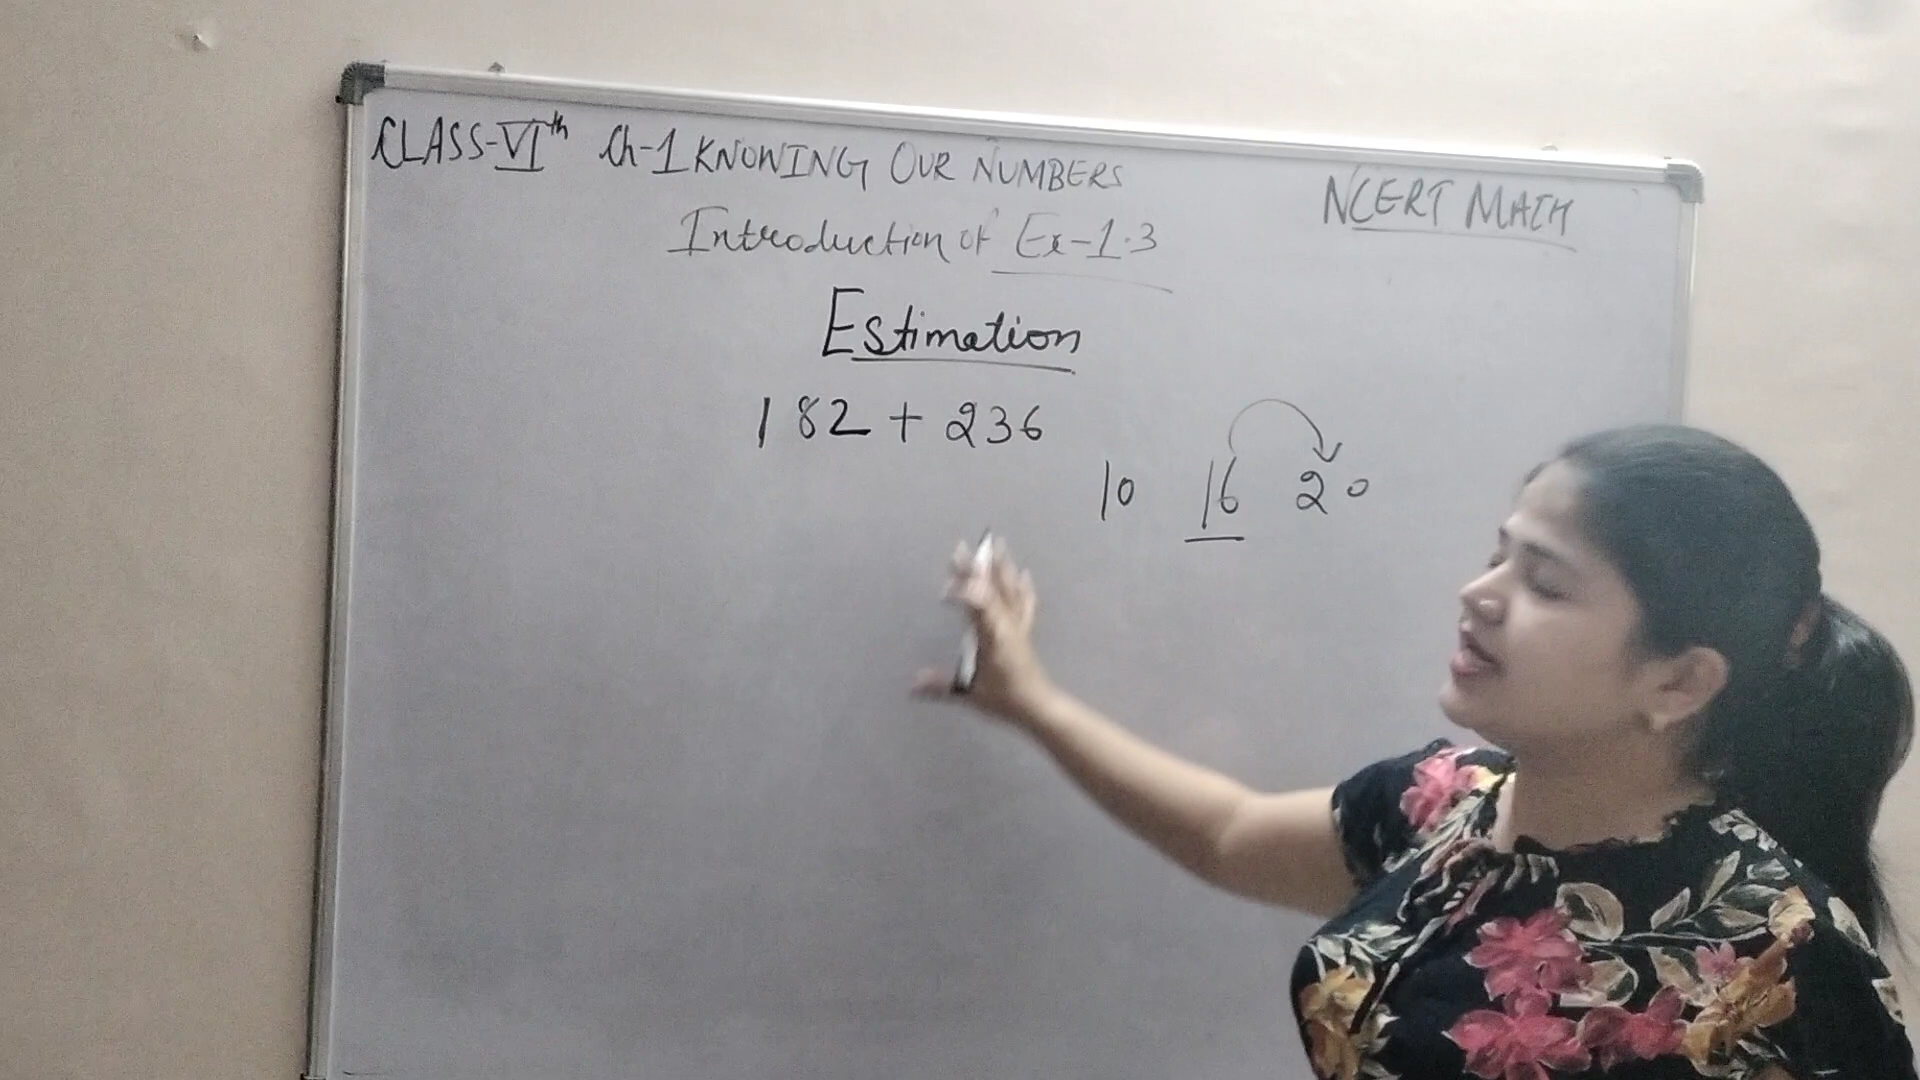 CLASS-VIth Ch-1 KNOWING OUR NUMBERS
NCERT MATH
Introduction of Ex-1.3
Estimation
182 + 236
10 16 20